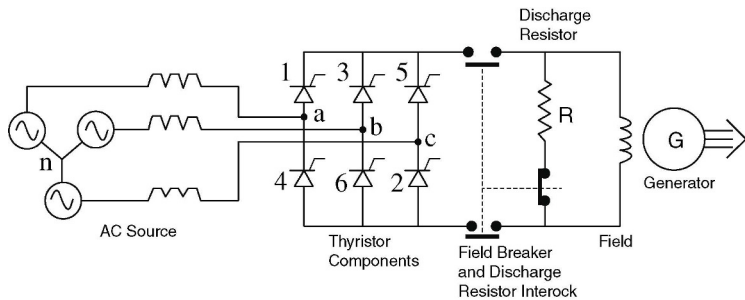 Discharge
Resistor
1
3
5
a
b
c
R
G
n
4
6
2
Generator
AC Source
Thyristor
Components
Field Breaker
and Discharge
Resistor Interock
Field